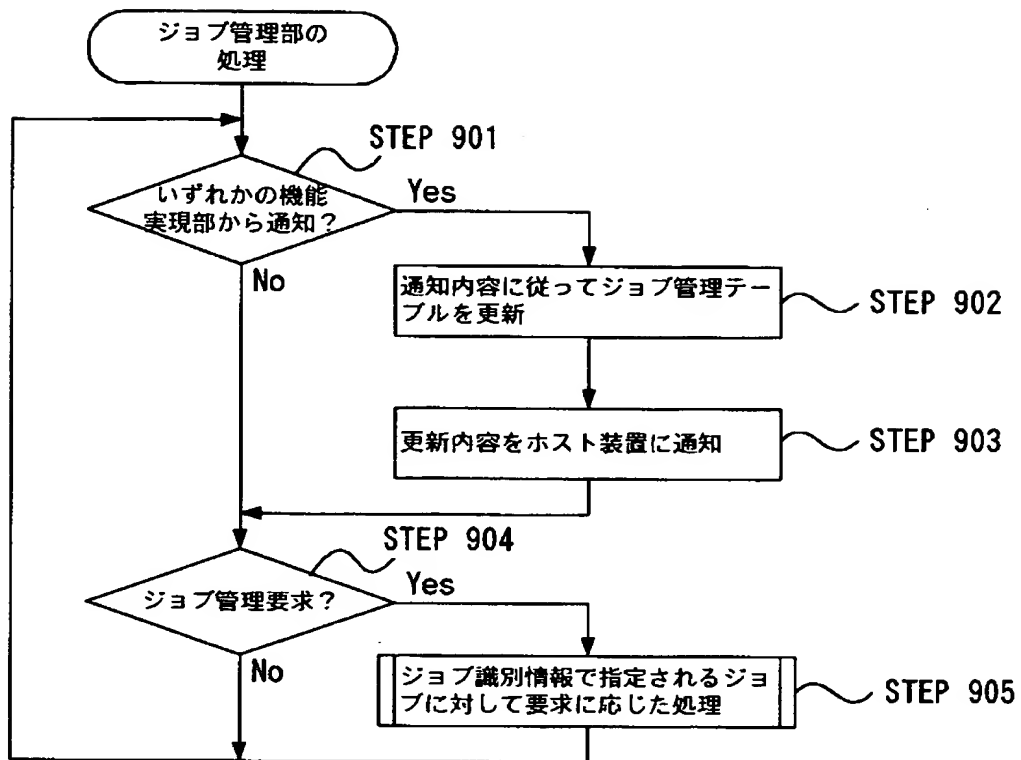 ジョブ管理部の
処理
STEP 901
いずれかの機能
実現部から通知?
Yes
No
通知内容に従ってジョブ管理テー
ブルを更新
STEP 902
更新内容をホスト装置に通知
STEP 903
STEP 904
ジョブ管理要求?
Yes
No
ジョブ識別情報で指定されるジョ
ブに対して要求に応じた処理
STEP 905